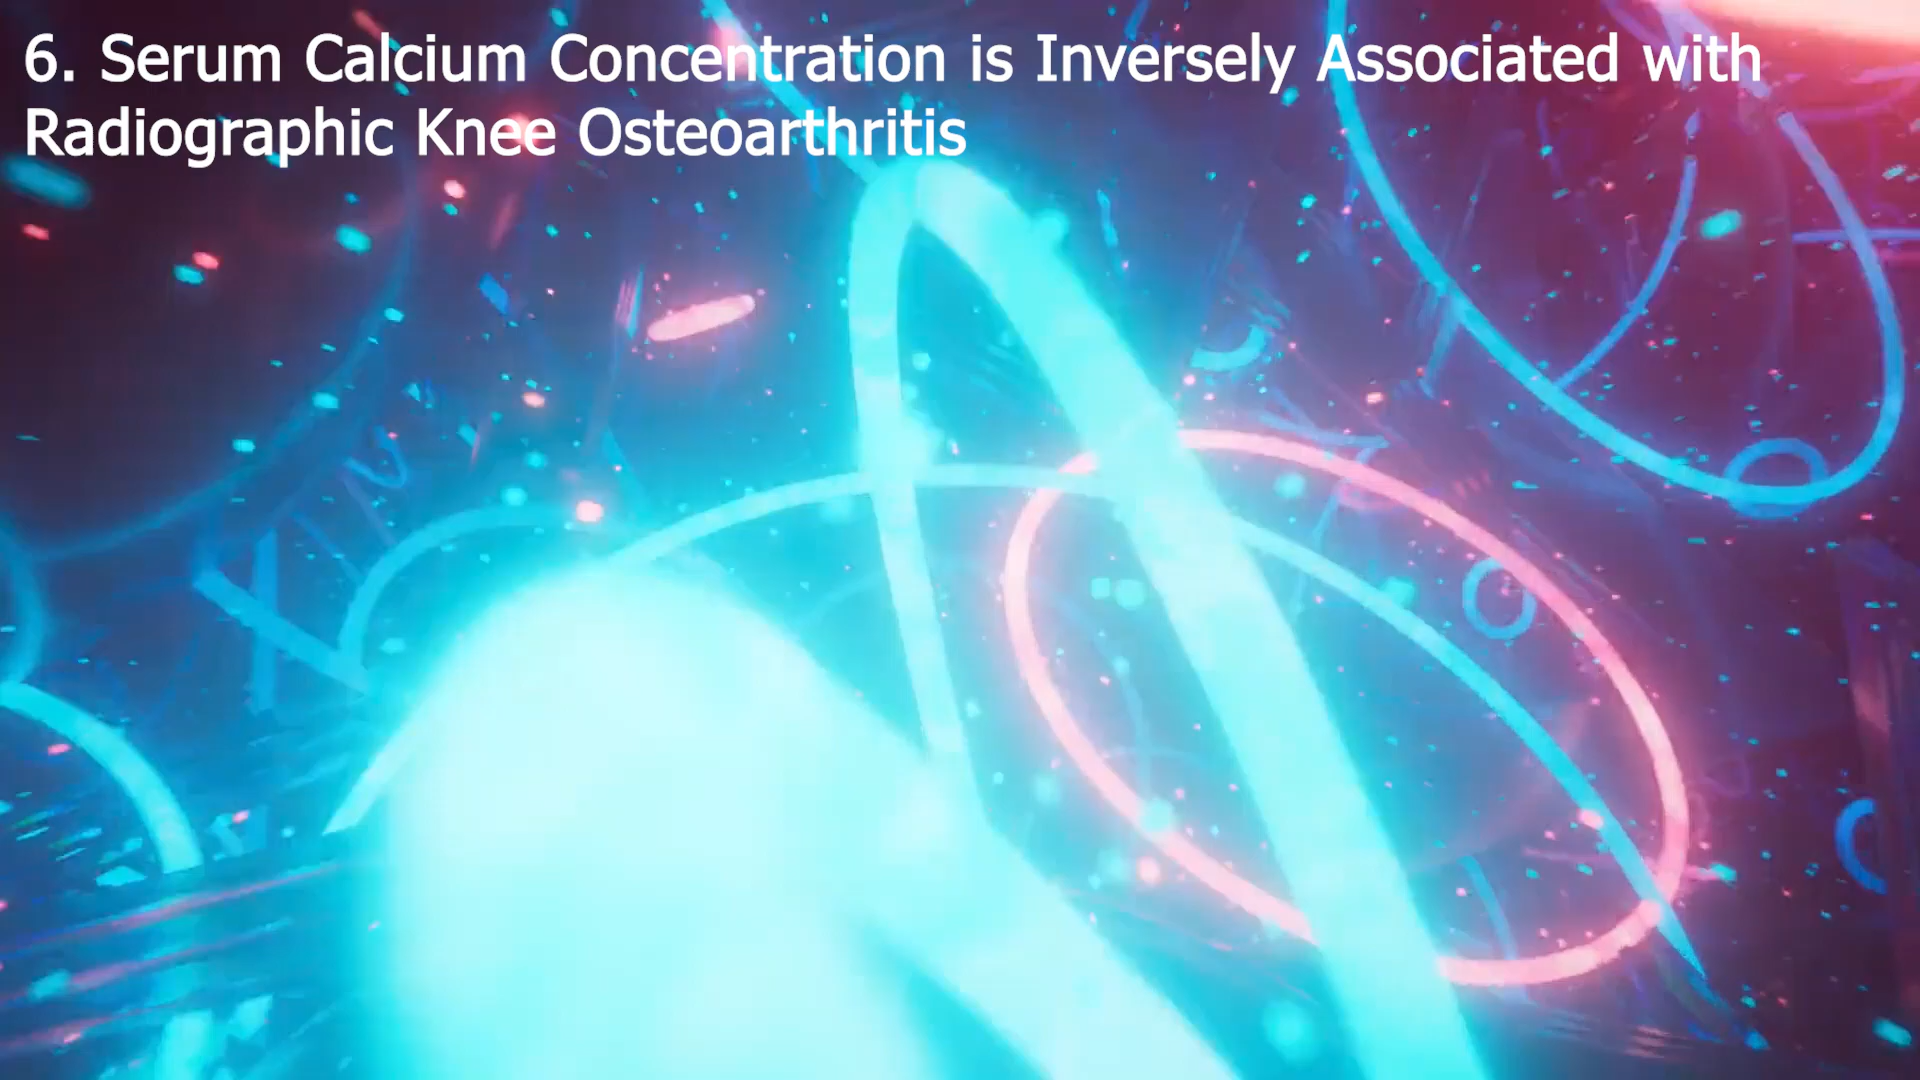 6. Serum Calcium Concentration is Inversely Associated with
Radiographic Knee Osteoarthritis